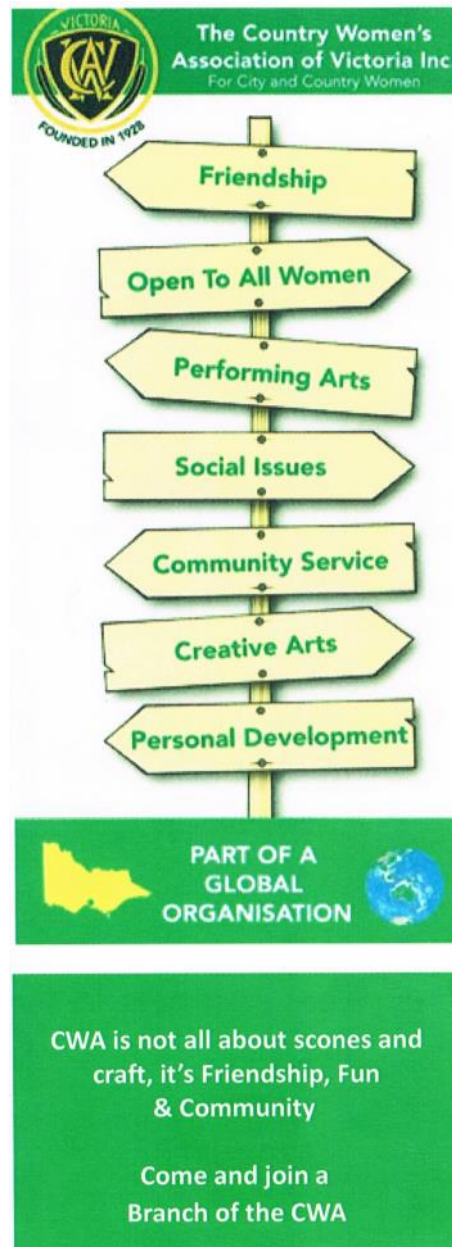 VICTORIA
CWA
FOUNDED IN 1928
The Country Women's
Association of Victoria Inc
For City and Country Women
Friendship
Open To All Women
Performing Arts
Social Issues
Community Service
Creative Arts
Personal Development
PART OF A
GLOBAL
ORGANISATION
CWA is not all about scones and
craft, it's Friendship, Fun
& Community
Come and join a
Branch of the CWA